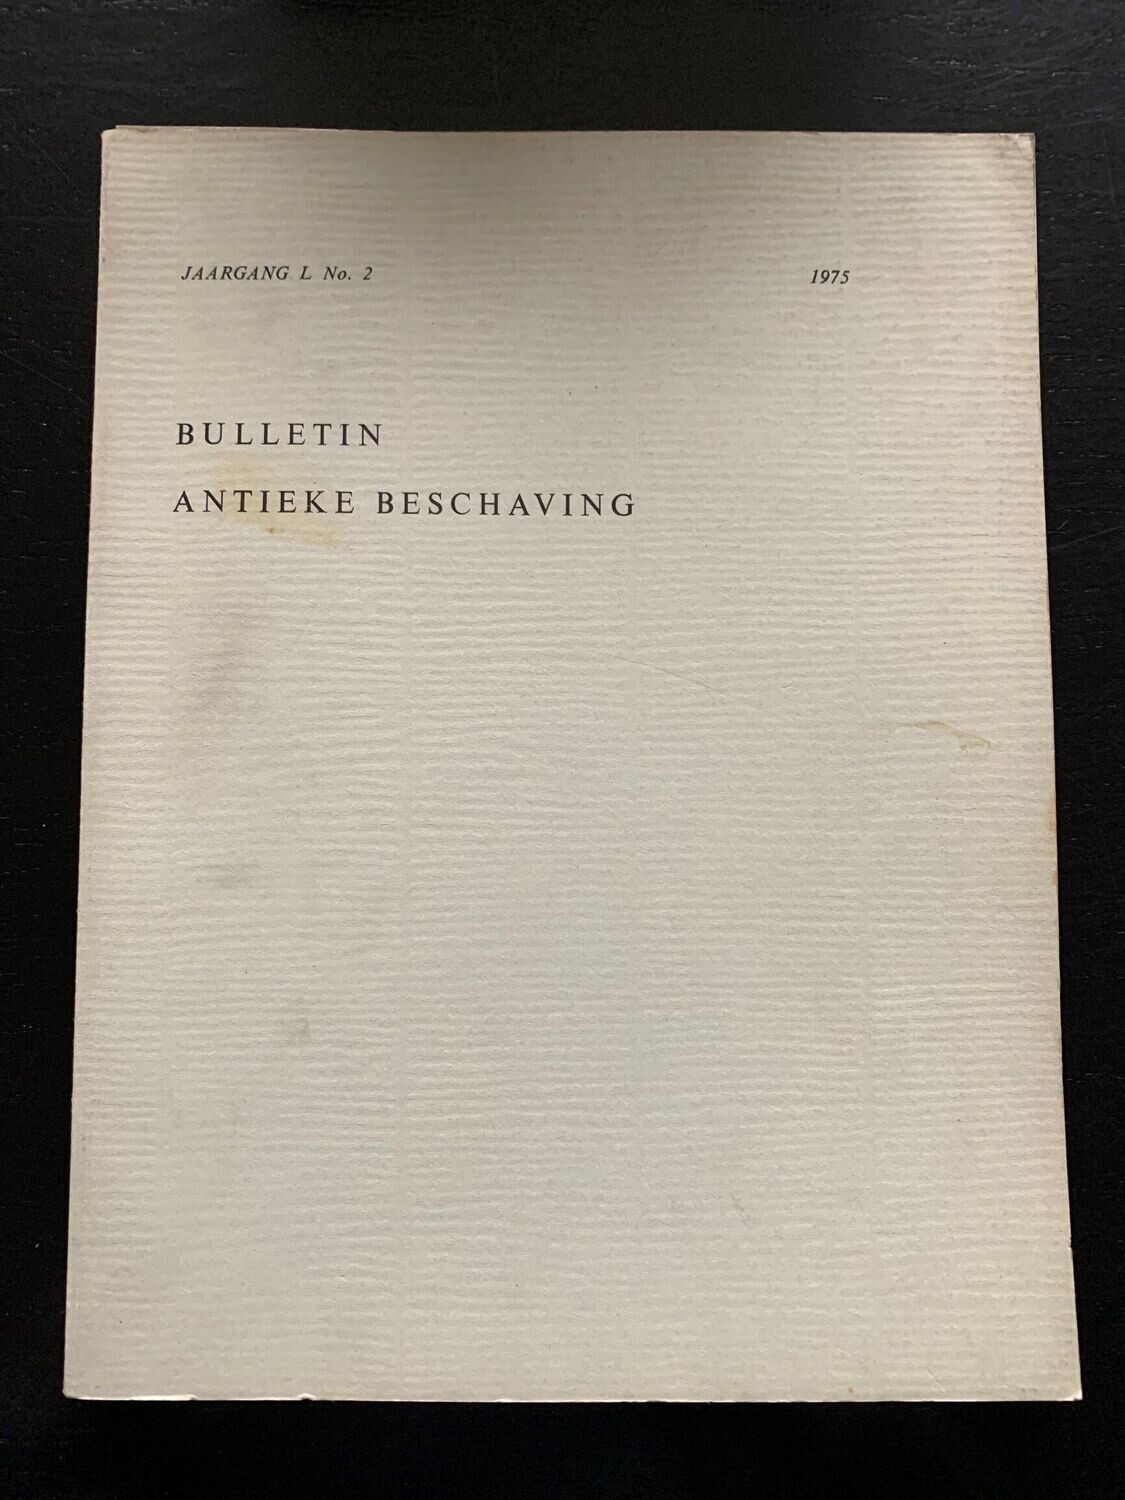 JAARGANG L No. 2 1975
BULLETIN
ANTIEKE BESCHAVING